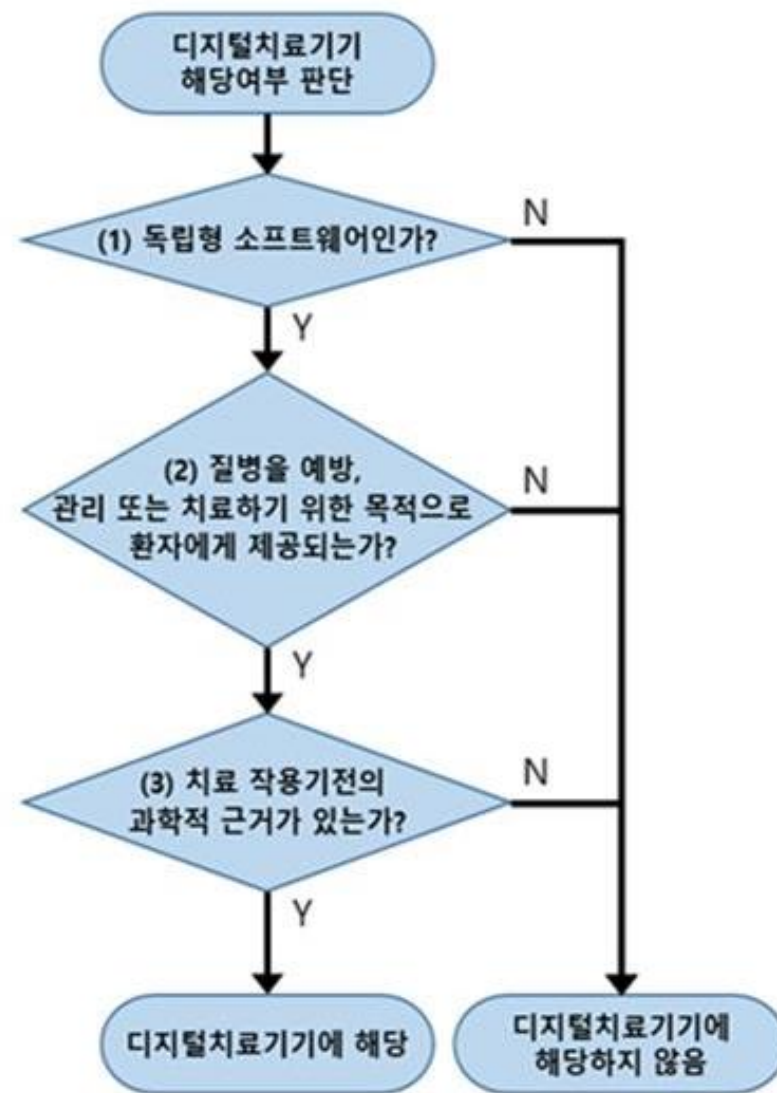 디지털치료기기
해당여부 판단
(1) 독립형 소프트웨어인가?
N
Y
(2) 질병을 예방,
관리 또는 치료하기 위한 목적으로
환자에게 제공되는가?
N
Y
(3) 치료 작용기전의
과학적 근거가 있는가?
N
Y
디지털치료기기에 해당
디지털치료기기에
해당하지 않음